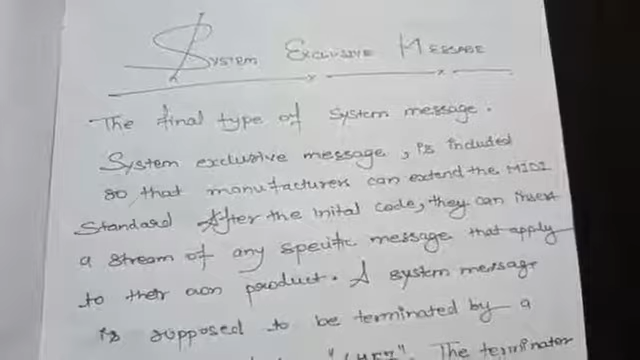 System Exclusive Message
The final type of system message.
System exclusive message, is included
so that manufacturers can extend the MIDI
Standard After the inital code, they can insert
a stream of any specific message that apply
to their own product. A system message
is supposed to be terminated by a
The terminator